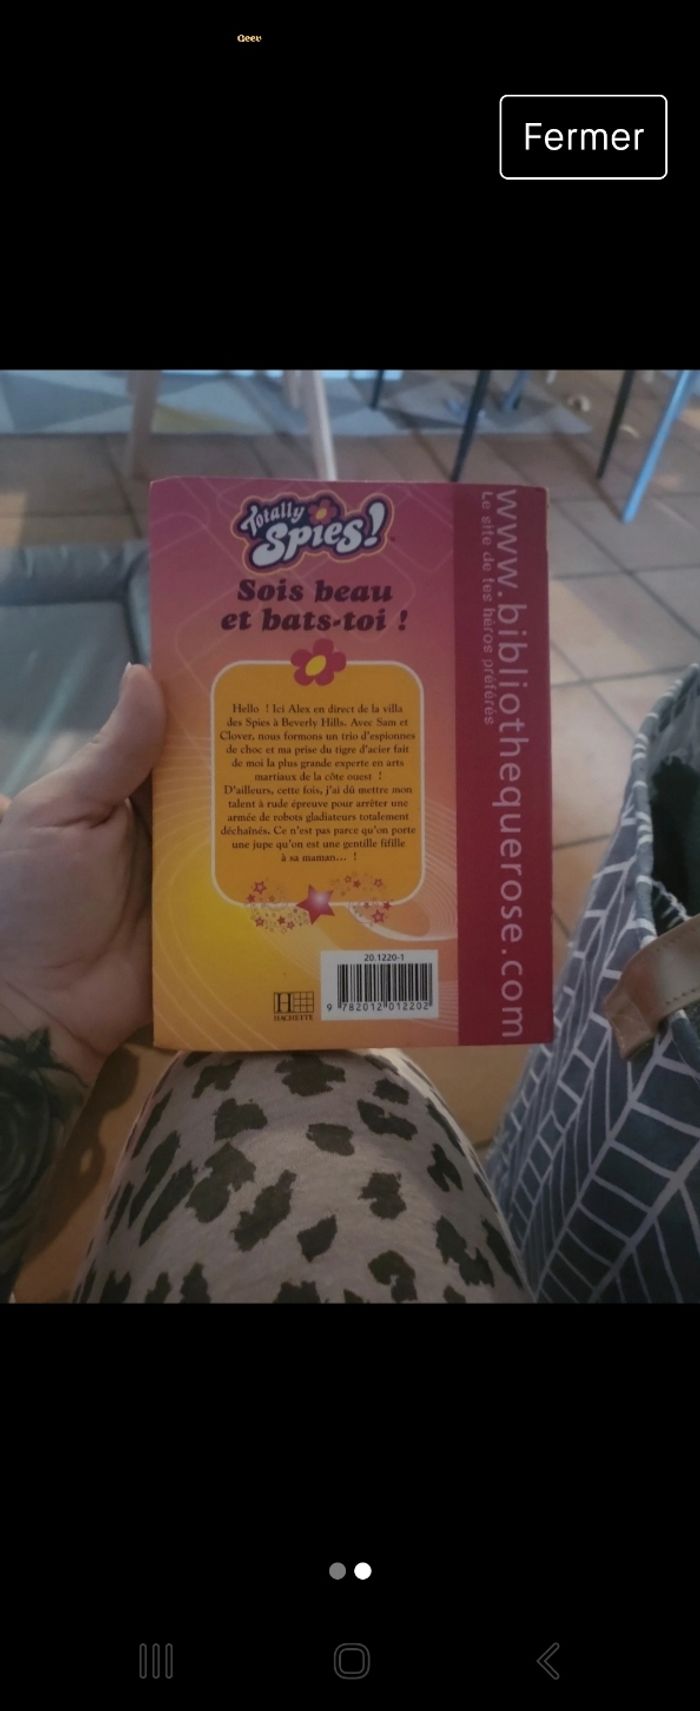 Geev
Fermer
Totally
Spies!
Sois beau
et bats-toi !
Hello ! Ici Alex en direct de la villa
des Spies à Beverly Hills. Avec Sam et
Clover, nous formons un trio d'espionnes
de choc et ma prise du tigre d'acier fait
de moi la plus grande experte en arts
martiaux de la côte ouest !
D'ailleurs, cette fois, j'ai dû mettre mon
talent à rude épreuve pour arrêter une
armée de robots gladiateurs totalement
déchaînés. Ce n'est pas parce qu'on porte
une jupe qu'on est une gentille fifille
à sa maman... !
20.1220-1
9 782012 012202
H
HACHETTE
www.bibliothequerose.com
Le site de tes héros préférés